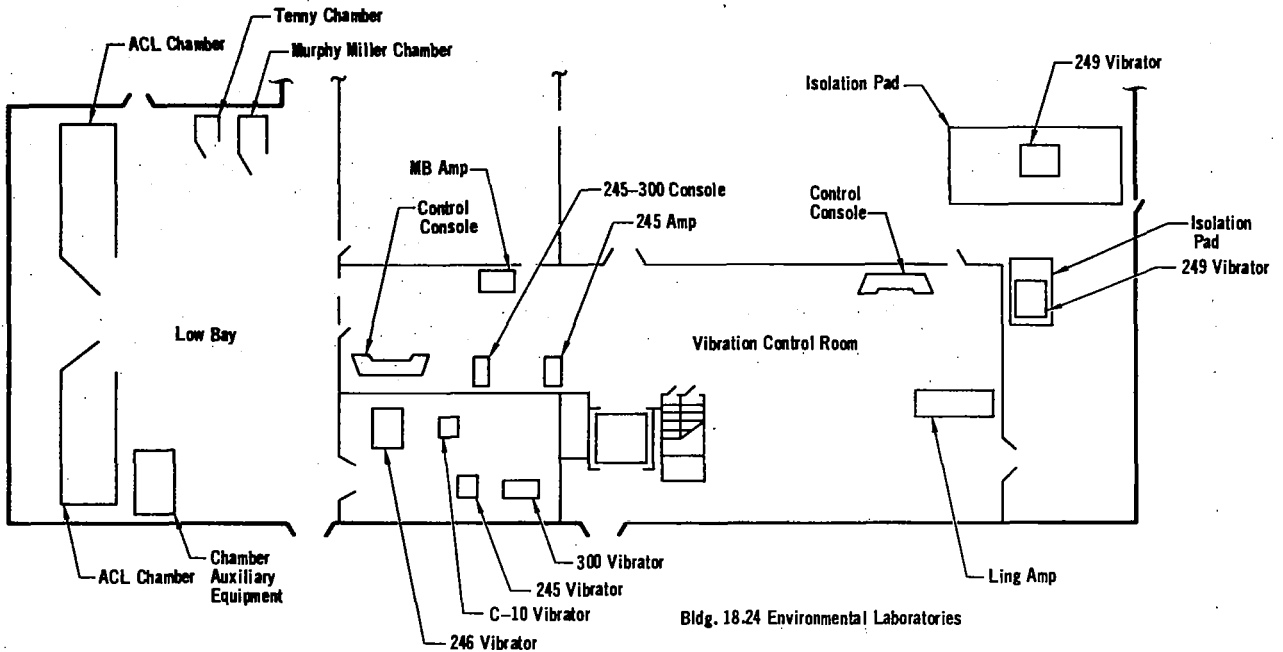 Tenny Chamber
ACL Chamber
Murphy Miller Chamber
249 Vibrator
Isolation Pad
MB Amp
245–300 Console
Control
Console
245 Amp
Control
Console
Isolation
Pad
249 Vibrator
Low Bay
Vibration Control Room
ACL Chamber
Chamber
Auxiliary
Equipment
300 Vibrator
245 Vibrator
C–10 Vibrator
246 Vibrator
Ling Amp
Bldg. 18.24 Environmental Laboratories